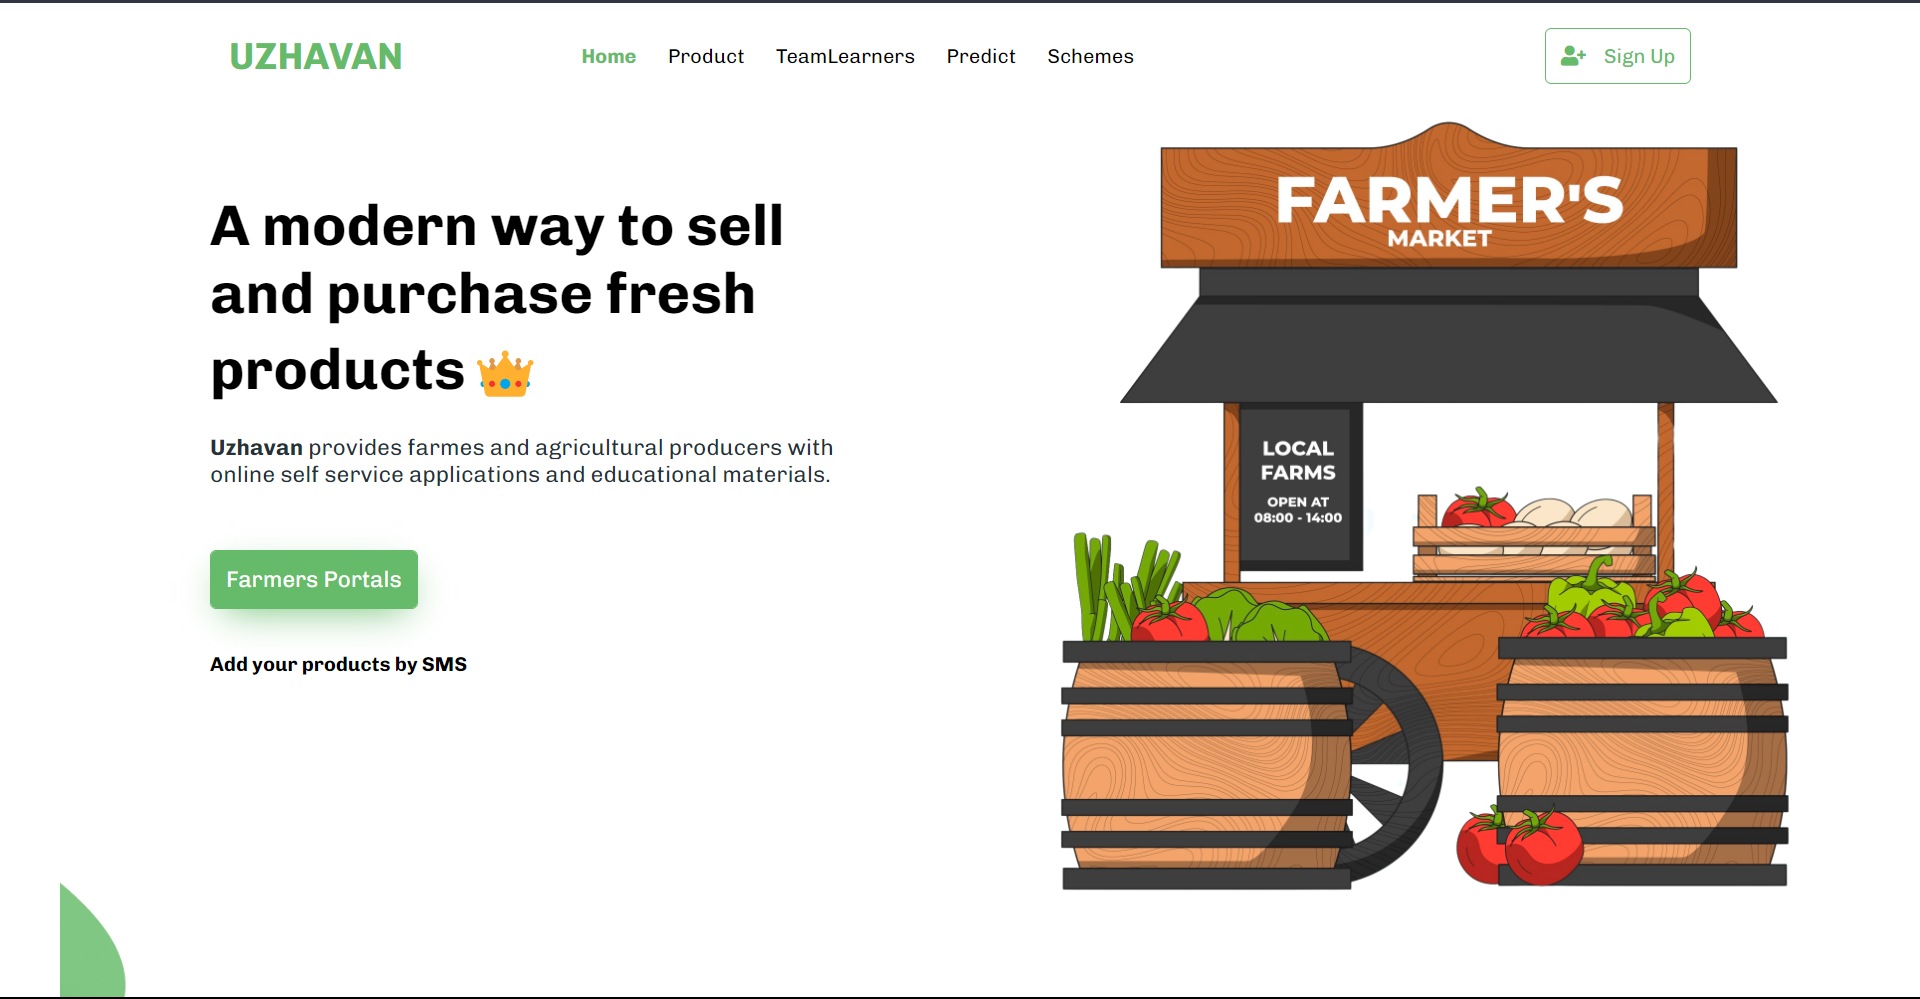 UZHAVAN
Home Product TeamLearners Predict Schemes
Sign Up
A modern way to sell
and purchase fresh
products 👑
Uzhavan provides farmes and agricultural producers with
online self service applications and educational materials.
Farmers Portals
Add your products by SMS
FARMER'S
MARKET
LOCAL
FARMS
OPEN AT
08:00 - 14:00